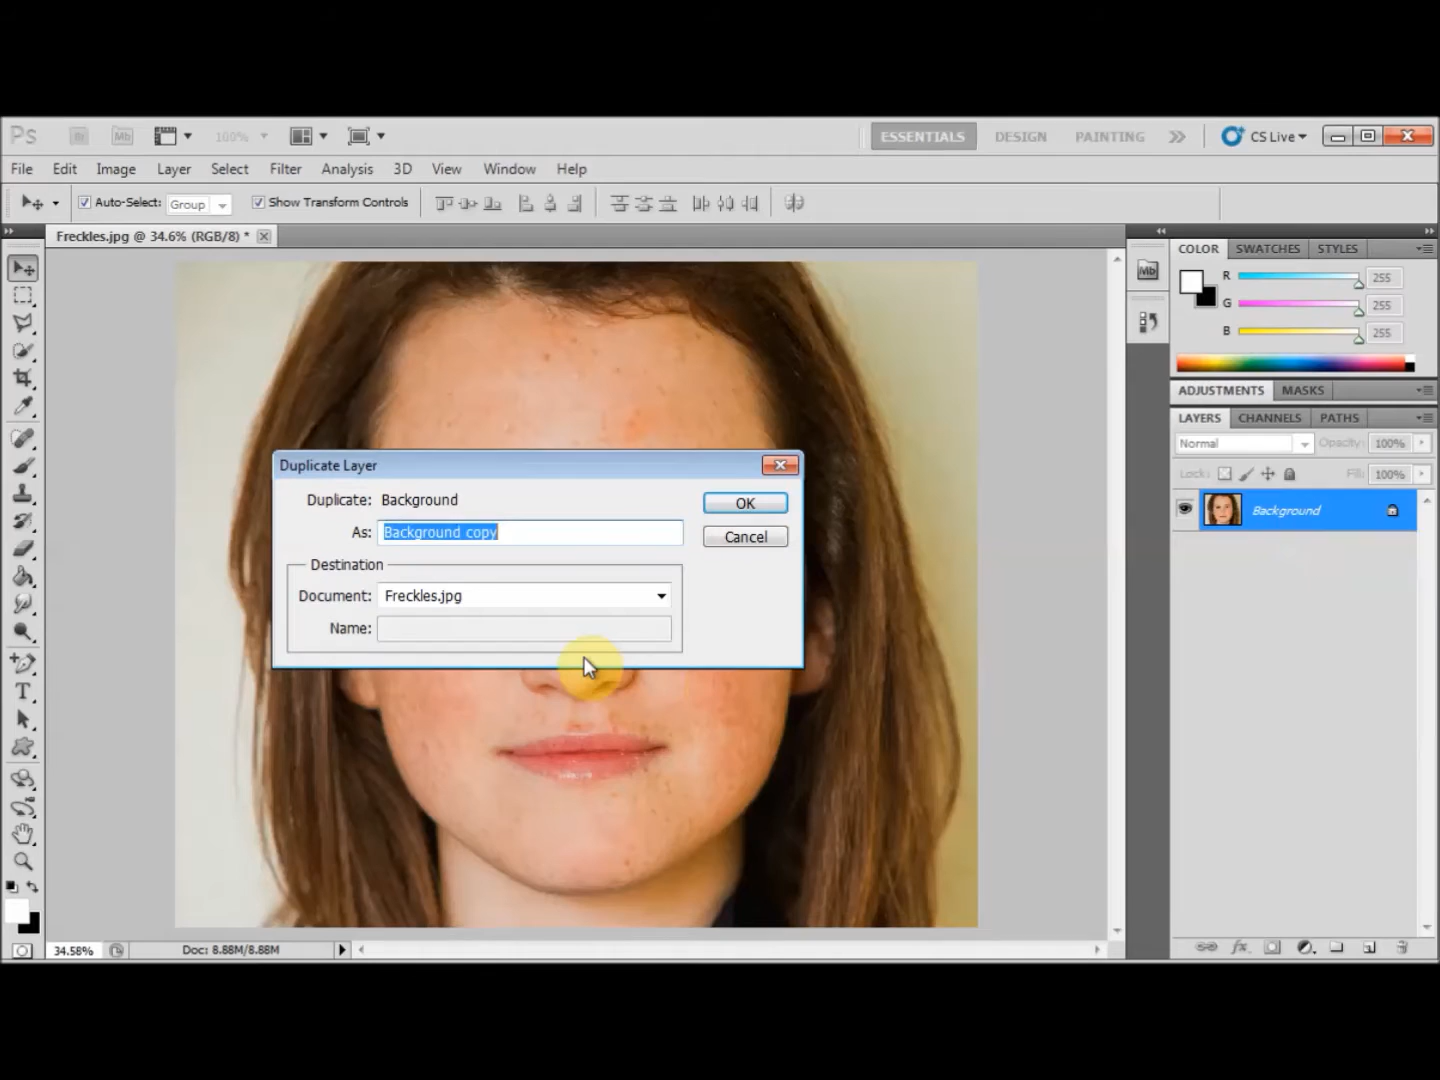 Ps Br Mb 100% ESSENTIALS DESIGN PAINTING CS Live
File Edit Image Layer Select Filter Analysis 3D View Window Help
Auto-Select: Group Show Transform Controls
Freckles.jpg @ 34.6% (RGB/8) *
Mb
COLOR SWATCHES STYLES
R 255
G 255
B 255
ADJUSTMENTS MASKS
LAYERS CHANNELS PATHS
Normal Opacity: 100%
Lock: Fill: 100%
Background
Duplicate Layer
Duplicate: Background
As: Background copy
OK
Cancel
Destination
Document: Freckles.jpg
Name:
T
34.58% Doc: 8.88M/8.88M
fx